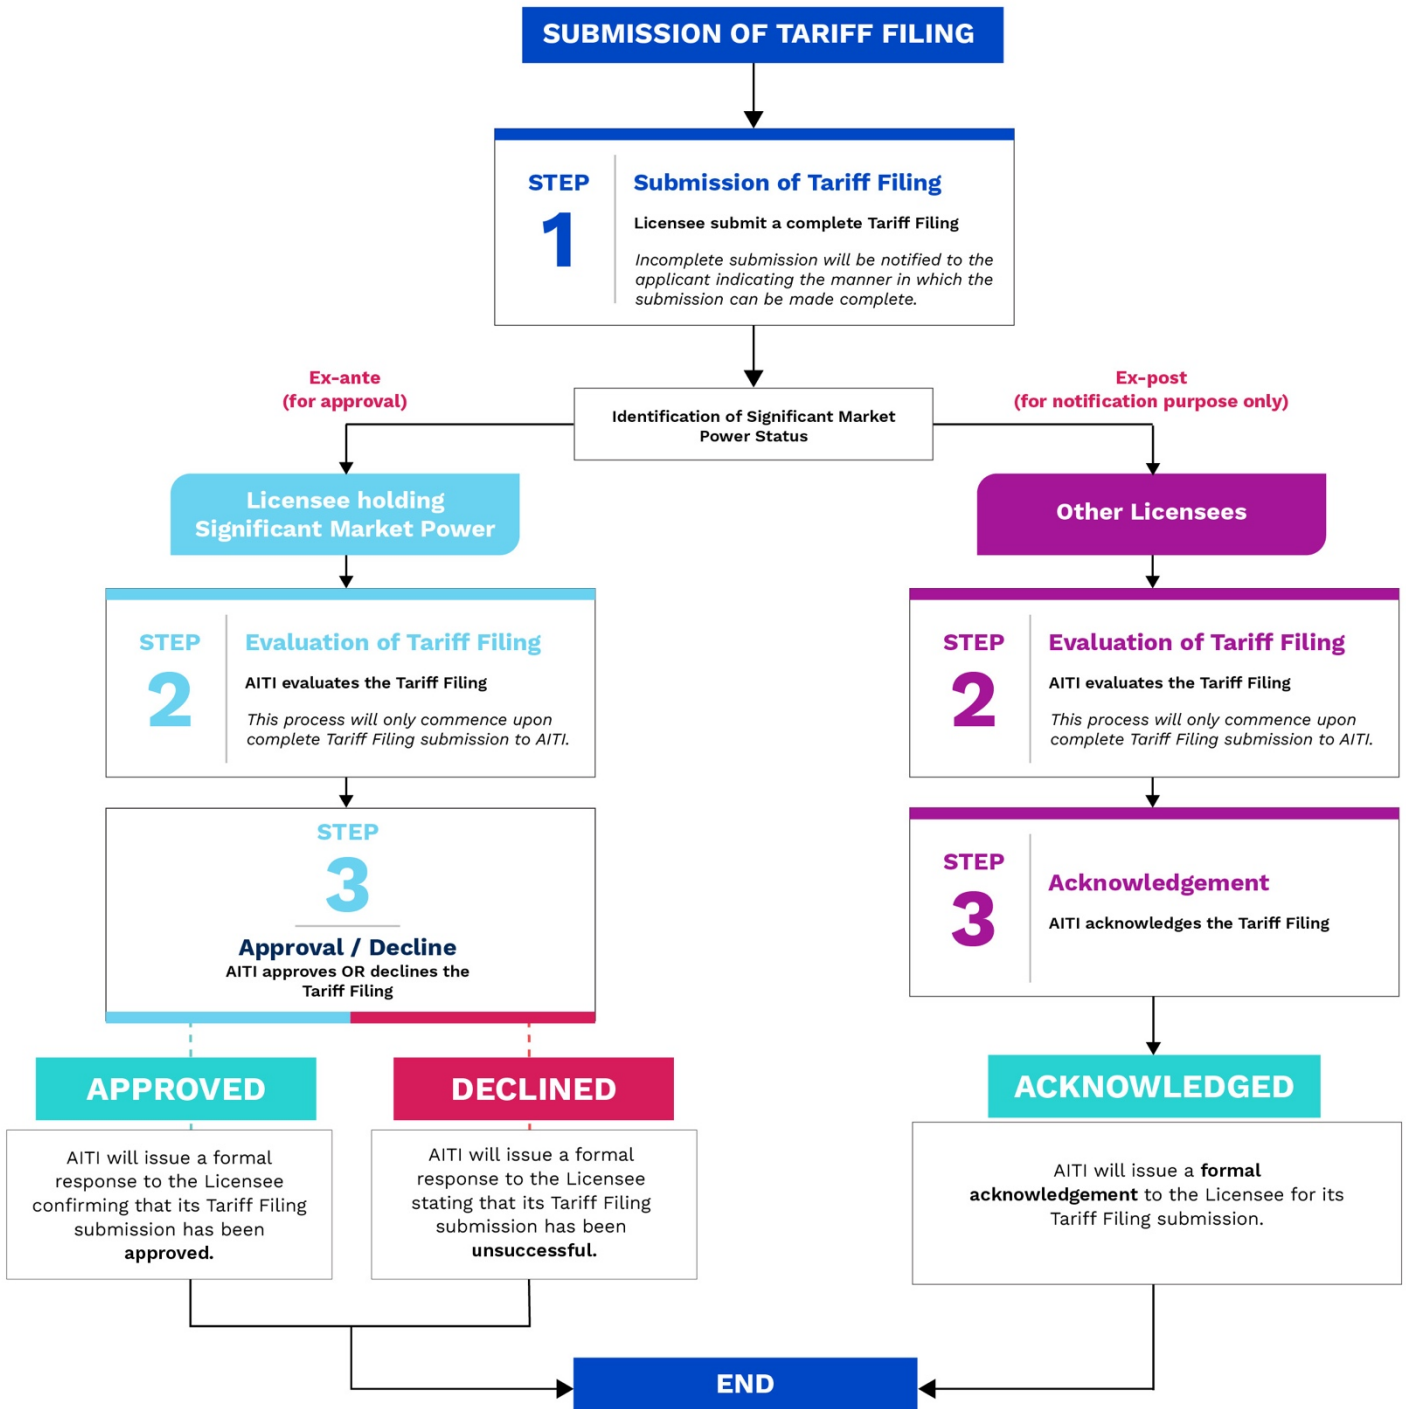 SUBMISSION OF TARIFF FILING
STEP
1
Submission of Tariff Filing
Licensee submit a complete Tariff Filing
Incomplete submission will be notified to the
applicant indicating the manner in which the
submission can be made complete.
Ex-ante
(for approval)
Identification of Significant Market
Power Status
Ex-post
(for notification purpose only)
Licensee holding
Significant Market Power
STEP
2
Evaluation of Tariff Filing
AITI evaluates the Tariff Filing
This process will only commence upon
complete Tariff Filing submission to AITI.
STEP
3
Approval / Decline
AITI approves OR declines the
Tariff Filing
APPROVED
AITI will issue a formal
response to the Licensee
confirming that its Tariff Filing
submission has been
approved.
DECLINED
AITI will issue a formal
response to the Licensee
stating that its Tariff Filing
submission has been
unsuccessful.
Other Licensees
STEP
2
Evaluation of Tariff Filing
AITI evaluates the Tariff Filing
This process will only commence upon
complete Tariff Filing submission to AITI.
STEP
3
Acknowledgement
AITI acknowledges the Tariff Filing
ACKNOWLEDGED
AITI will issue a formal
acknowledgement to the Licensee for its
Tariff Filing submission.
END